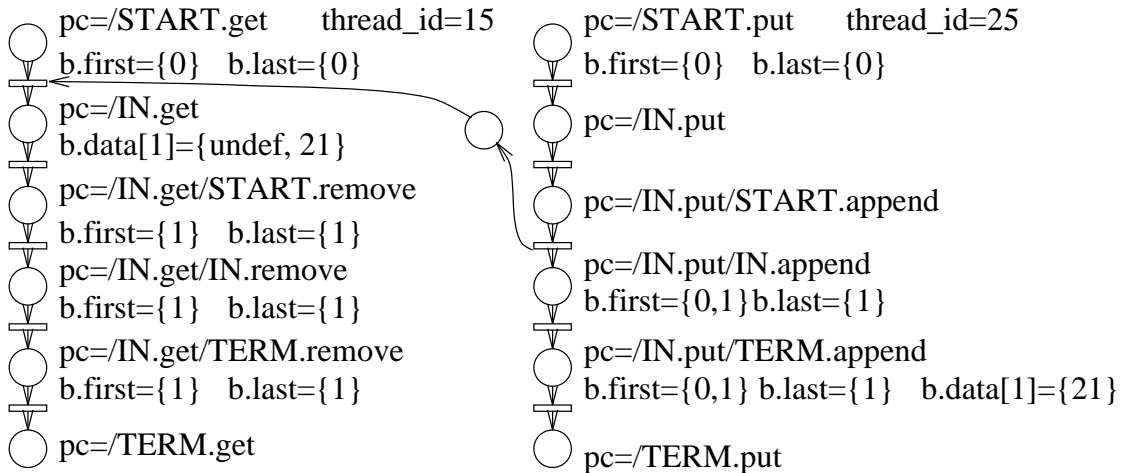 pc=/START.get thread_id=15
b.first={0} b.last={0}
pc=/IN.get
b.data[1]={undef, 21}
pc=/IN.get/START.remove
b.first={1} b.last={1}
pc=/IN.get/IN.remove
b.first={1} b.last={1}
pc=/IN.get/TERM.remove
b.first={1} b.last={1}
pc=/TERM.get
pc=/START.put thread_id=25
b.first={0} b.last={0}
pc=/IN.put
pc=/IN.put/START.append
pc=/IN.put/IN.append
b.first={0,1} b.last={1}
pc=/IN.put/TERM.append
b.first={0,1} b.last={1} b.data[1]={21}
pc=/TERM.put